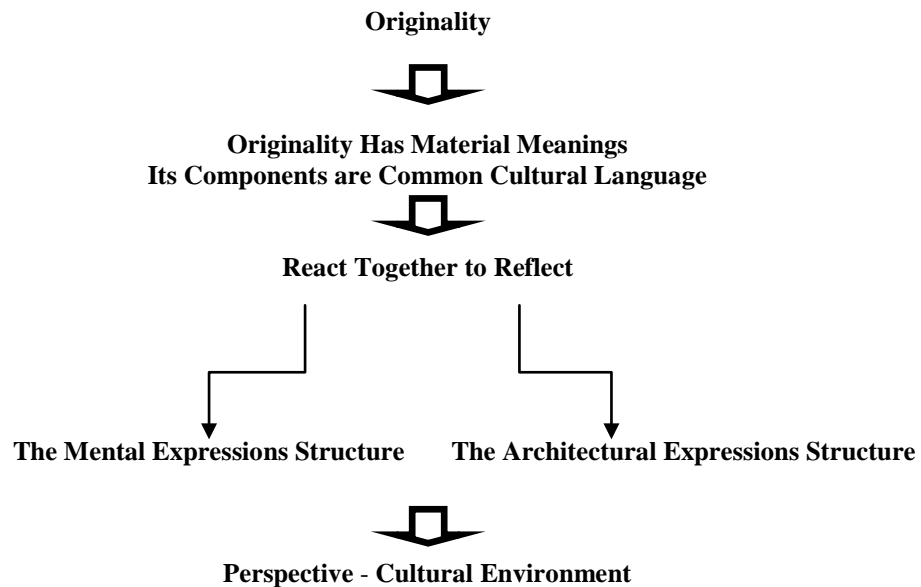 Originality
Originality Has Material Meanings
Its Components are Common Cultural Language
React Together to Reflect
The Mental Expressions Structure
The Architectural Expressions Structure
Perspective - Cultural Environment